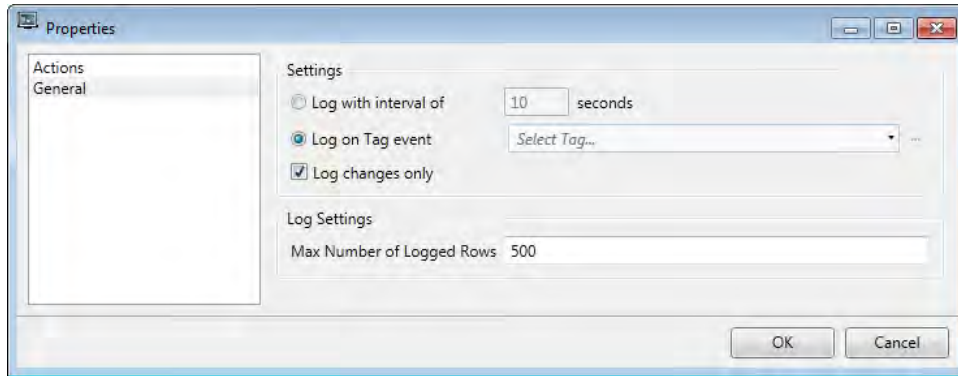 Properties
Actions
General
Settings
Log with interval of 10 seconds
Log on Tag event Select Tag... ...
Log changes only
Log Settings
Max Number of Logged Rows 500
OK Cancel